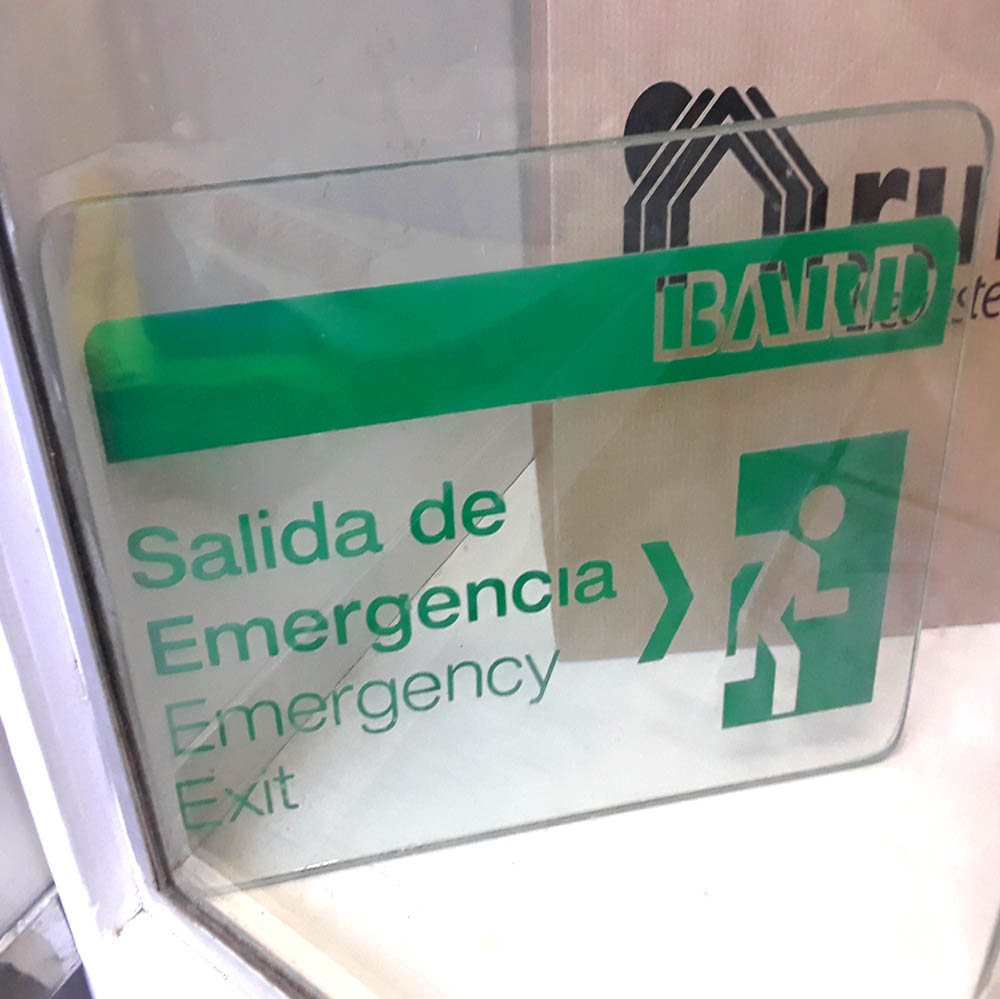 BARD
Salida de
Emergencia
Emergency
Exit